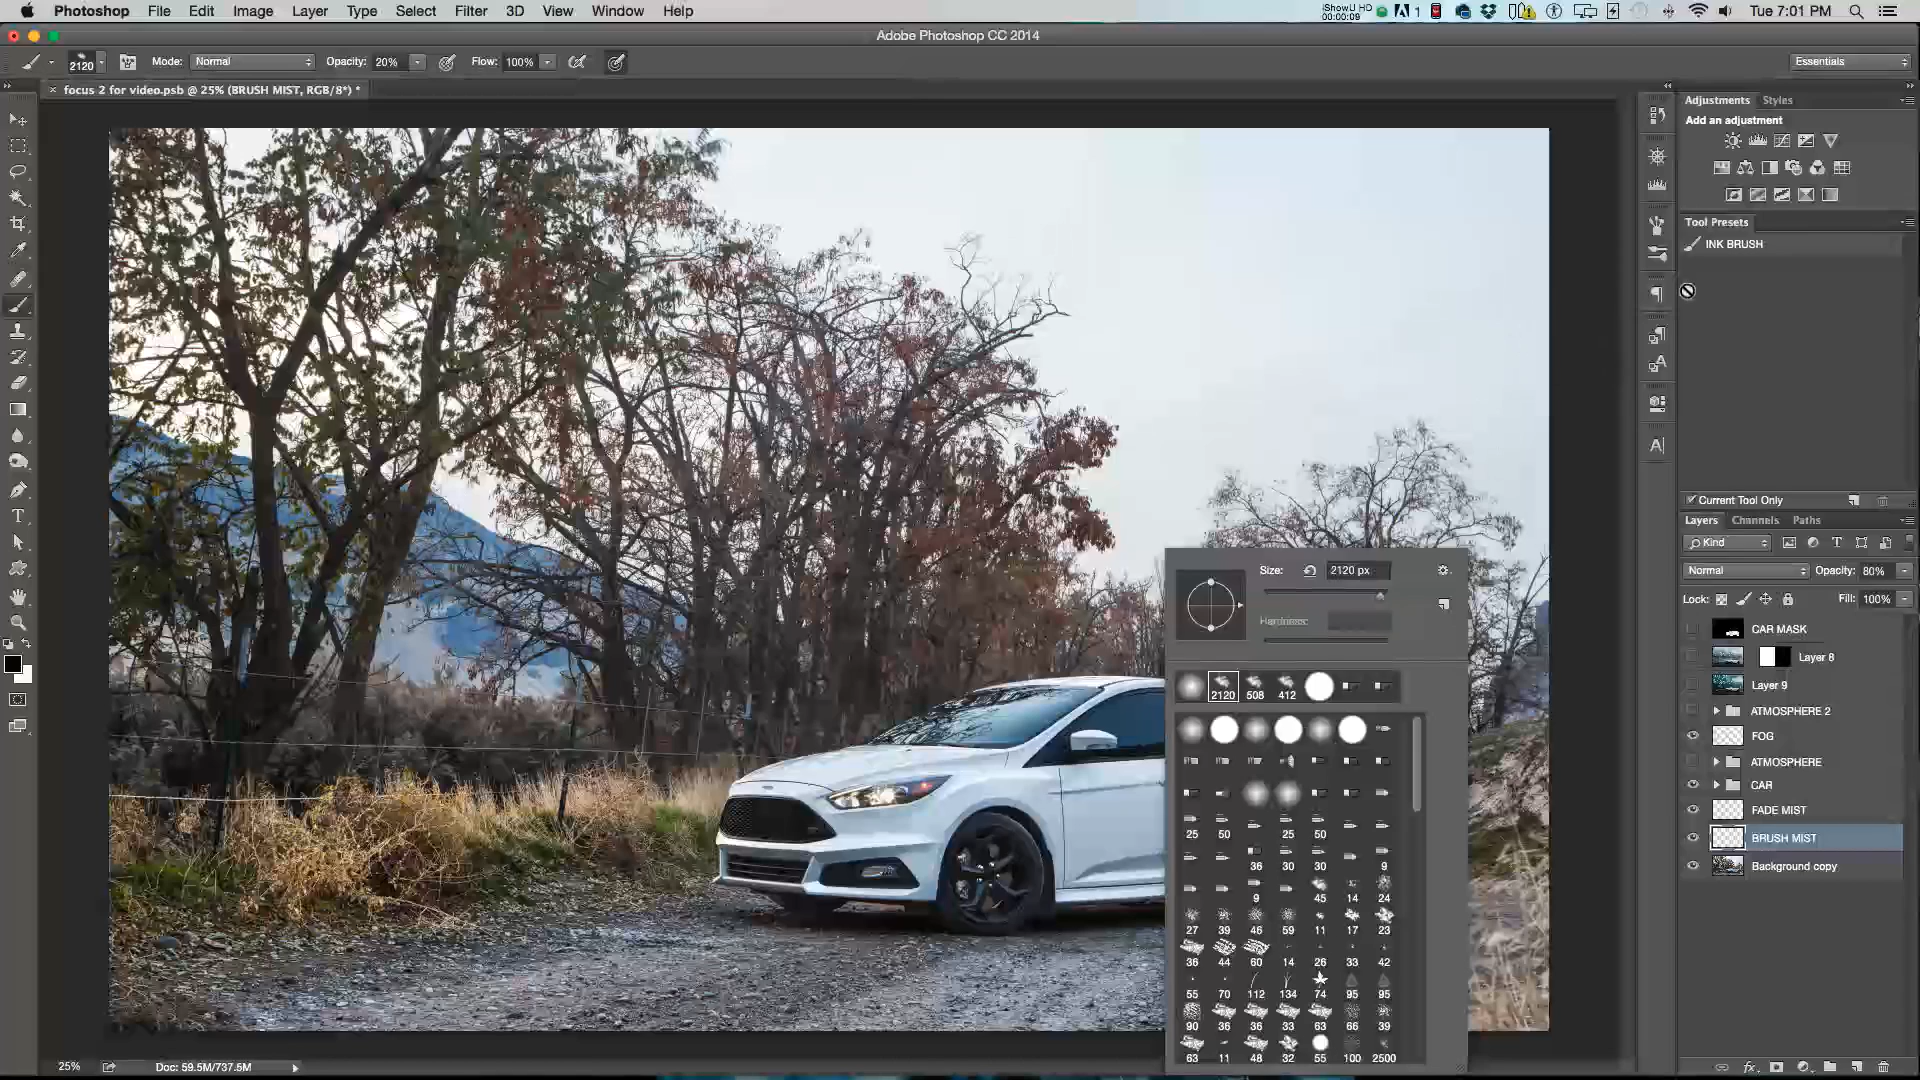 Photoshop File Edit Image Layer Type Select Filter 3D View Window Help iShowU HD 00:00:09 1 Tue 7:01 PM
Adobe Photoshop CC 2014
2120 Mode: Normal Opacity: 20% Flow: 100% Essentials
focus 2 for video.psb @ 25% (BRUSH MIST, RGB/8*) *
Adjustments Styles
Add an adjustment
Tool Presets
INK BRUSH
Current Tool Only
Layers Channels Paths
Kind
Normal Opacity: 80%
Lock: Fill: 100%
CAR MASK
Layer 8
Layer 9
ATMOSPHERE 2
FOG
ATMOSPHERE
CAR
FADE MIST
BRUSH MIST
Background copy
Size: 2120 px
Hardness:
2120 508 412
25 50 25 50
36 30 30 9
9 45 14 24
27 39 46 59 11 17 23
36 44 60 14 26 33 42
55 70 112 134 74 95 95
90 36 36 33 63 66 39
63 11 48 32 55 100 2500
25% Doc: 59.5M/737.5M